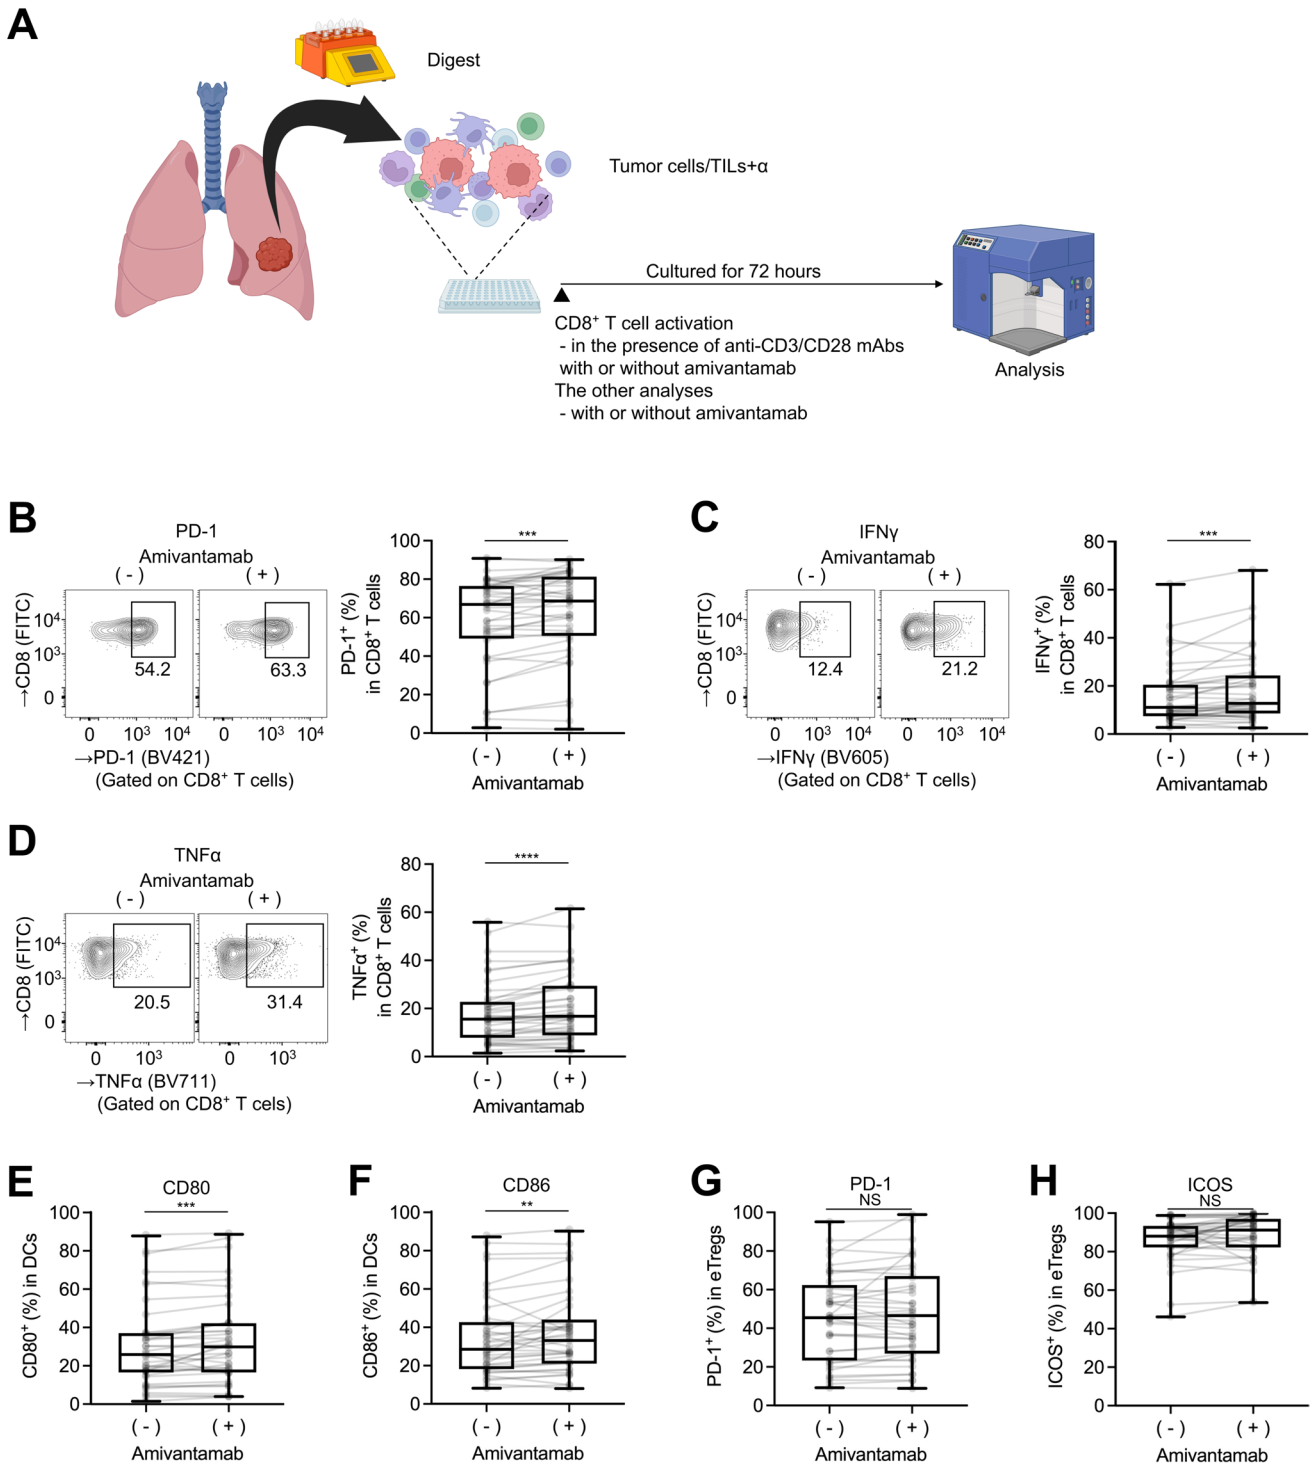 A
Digest
Tumor cells/TILs+α
Cultured for 72 hours
CD8⁺ T cell activation
- in the presence of anti-CD3/CD28 mAbs
with or without amivantamab
The other analyses
- with or without amivantamab
Analysis
B
PD-1
Amivantamab
( - ) ( + )
→CD8 (FITC)
10⁴
10³
0
54.2 63.3
0 10³ 10⁴ 0 10³ 10⁴
→PD-1 (BV421)
(Gated on CD8⁺ T cells)
PD-1⁺ (%)
in CD8⁺ T cells
100
80
60
40
20
0
***
( - ) ( + )
Amivantamab
C
IFNγ
Amivantamab
( - ) ( + )
→CD8 (FITC)
10⁴
10³
0
12.4 21.2
0 10³ 10⁴ 0 10³ 10⁴
→IFNγ (BV605)
(Gated on CD8⁺ T cells)
IFNγ⁺ (%)
in CD8⁺ T cells
80
60
40
20
0
***
( - ) ( + )
Amivantamab
D
TNFα
Amivantamab
( - ) ( + )
→CD8 (FITC)
10⁴
10³
0
20.5 31.4
0 10³ 0 10³
→TNFα (BV711)
(Gated on CD8⁺ T cels)
TNFα⁺ (%)
in CD8⁺ T cells
80
60
40
20
0
****
( - ) ( + )
Amivantamab
E
CD80
***
CD80⁺ (%) in DCs
100
80
60
40
20
0
( - ) ( + )
Amivantamab
F
CD86
**
CD86⁺ (%) in DCs
100
80
60
40
20
0
( - ) ( + )
Amivantamab
G
PD-1
NS
PD-1⁺ (%) in eTregs
100
80
60
40
20
0
( - ) ( + )
Amivantamab
H
ICOS
NS
ICOS⁺ (%) in eTregs
100
80
60
40
20
0
( - ) ( + )
Amivantamab